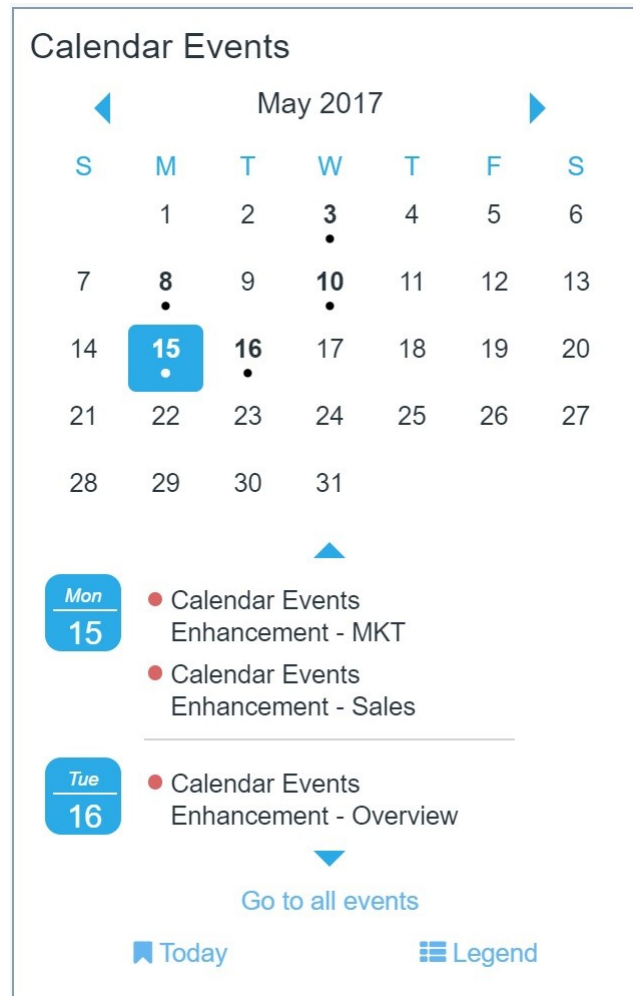 Calendar Events
May 2017
S M T W T F S
1 2 3 4 5 6
7 8 9 10 11 12 13
14 15 16 17 18 19 20
21 22 23 24 25 26 27
28 29 30 31
Mon
15
Calendar Events
Enhancement - MKT
Calendar Events
Enhancement - Sales
Tue
16
Calendar Events
Enhancement - Overview
Go to all events
Today Legend